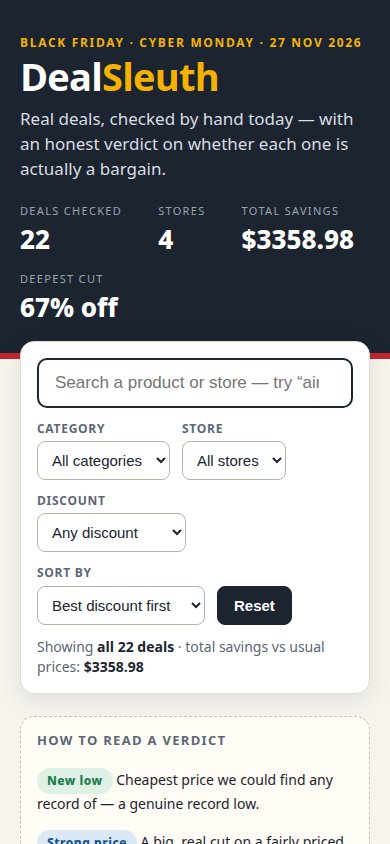 BLACK FRIDAY · CYBER MONDAY · 27 NOV 2026
DealSleuth
Real deals, checked by hand today — with
an honest verdict on whether each one is
actually a bargain.
DEALS CHECKED
22
STORES
4
TOTAL SAVINGS
$3358.98
DEEPEST CUT
67% off
Search a product or store — try “air
CATEGORY
All categories
STORE
All stores
DISCOUNT
Any discount
SORT BY
Best discount first
Reset
Showing all 22 deals · total savings vs usual
prices: $3358.98
HOW TO READ A VERDICT
New low Cheapest price we could find any
record of — a genuine record low.
Strong price A big, real cut on a fairly priced